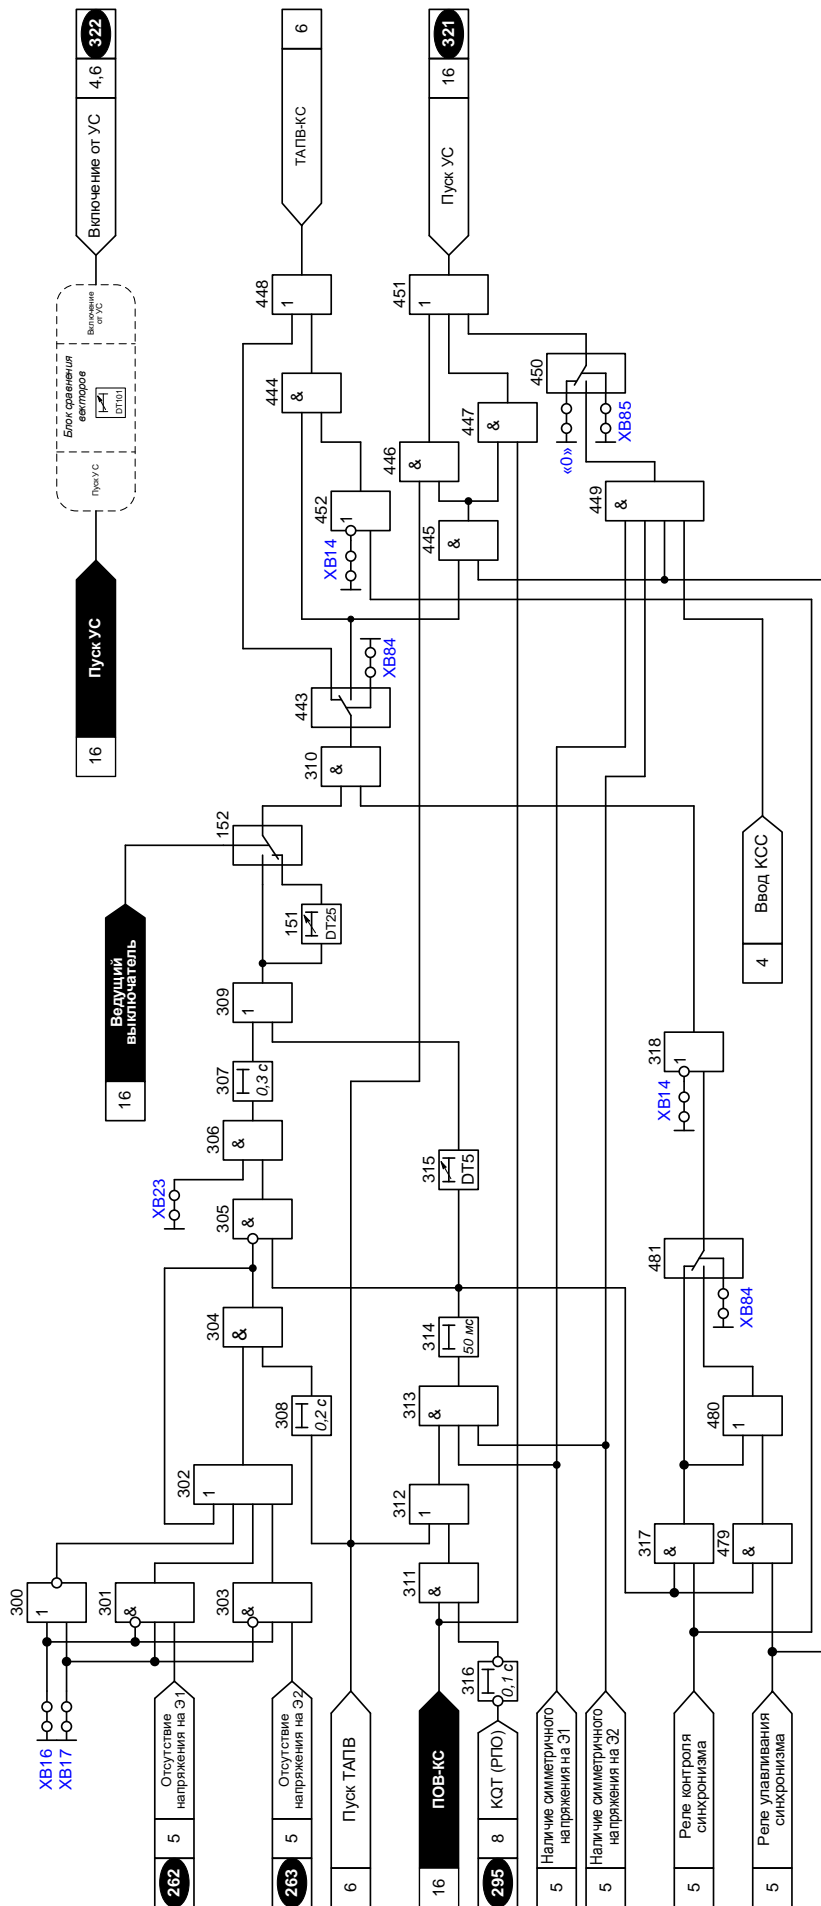 322
4,6
Включение от УС
Включение
от УС
Блок сравнения
векторов
DT101
Пуск УС
Пуск УС
16
6
ТАПВ-КС
321
16
Пуск УС
448
1
451
1
444
&
450
«0»
XB85
447
&
446
&
452
1
XB14
445
&
449
&
XB84
443
310
&
152
Ведущий
выключатель
16
151
DT25
Ввод КСС
4
309
1
307
0,3 с
318
1
XB14
306
&
315
DT5
XB23
305
&
481
XB84
304
&
314
50 мс
308
0,2 с
313
&
480
1
302
1
312
1
317
&
479
&
300
1
301
&
303
&
311
&
316
0,1 с
XB16
XB17
Отсутствие
напряжения на Э1
5
262
Отсутствие
напряжения на Э2
5
263
Пуск ТАПВ
6
ПОВ-КС
16
KQT (РПО)
8
295
Наличие симметричного
напряжения на Э1
5
Наличие симметричного
напряжения на Э2
5
Реле контроля
синхронизма
5
Реле улавливания
синхронизма
5